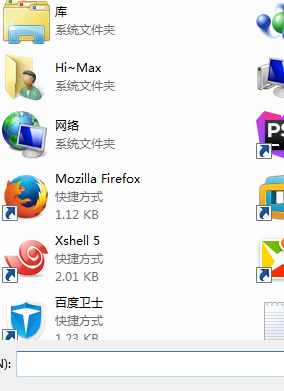 库
系统文件夹
Hi~Max
系统文件夹
网络
系统文件夹
Mozilla Firefox
快捷方式
1.12 KB
Xshell 5
快捷方式
2.01 KB
百度卫士
快捷方式
1.23 KB
N):